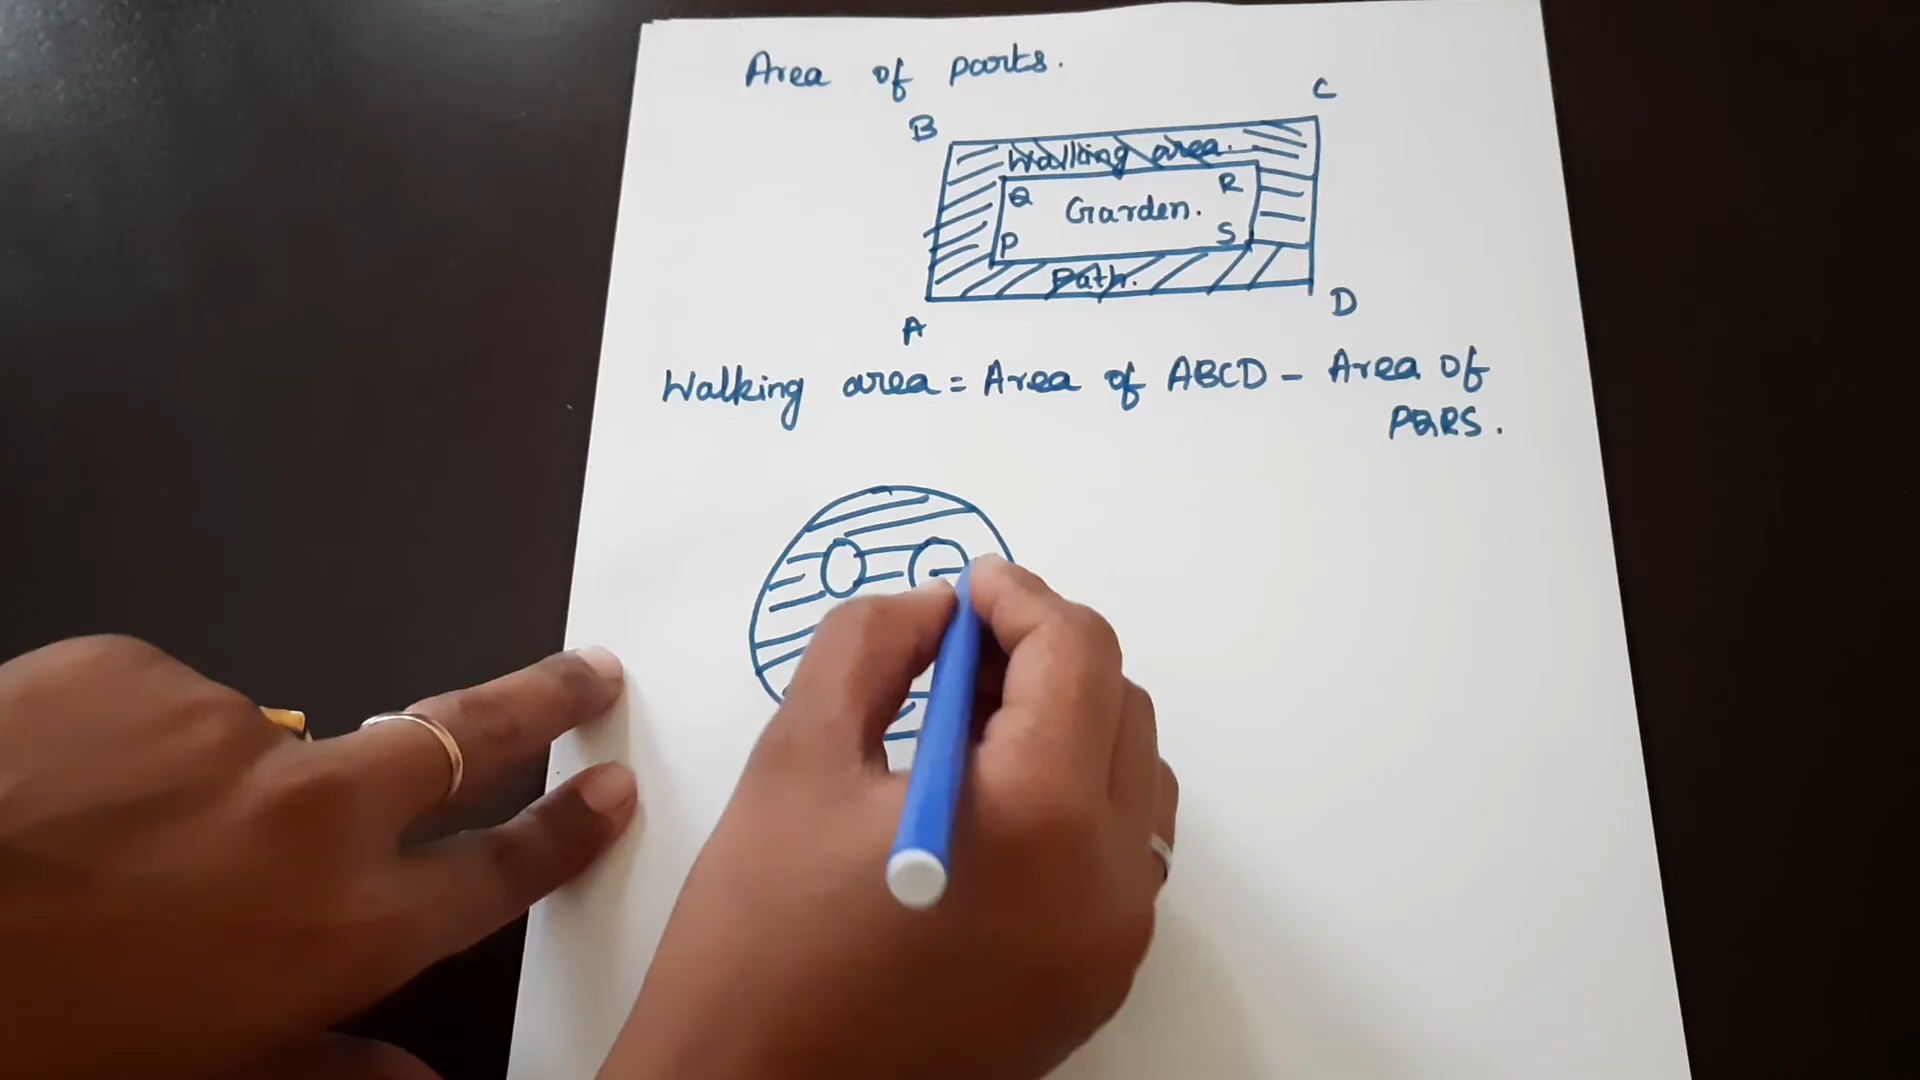 Area of parts.
B
C
Walking area.
Q
R
Garden.
P
S
Path.
A
D
Walking area = Area of ABCD - Area of
PQRS.